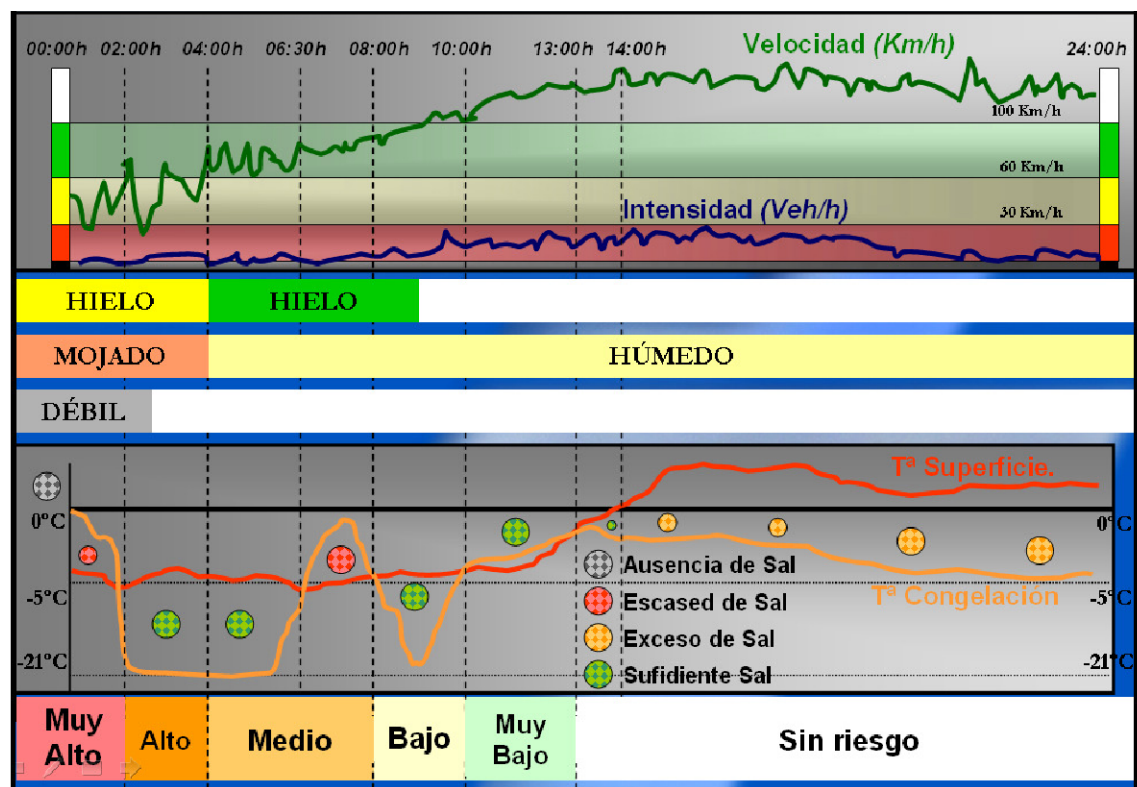 00:00h 02:00h 04:00h 06:30h 08:00h 10:00h 13:00h 14:00h 24:00h
Velocidad (Km/h)
100 Km/h
60 Km/h
Intensidad (Veh/h)
30 Km/h
HIELO HIELO
MOJADO HÚMEDO
DÉBIL
Tª Superficie.
0°C 0°C
Ausencia de Sal
-5°C Escased de Sal Tª Congelación -5°C
Exceso de Sal
-21°C -21°C
Sufidiente Sal
Muy Alto Alto Medio Bajo Muy Bajo Sin riesgo